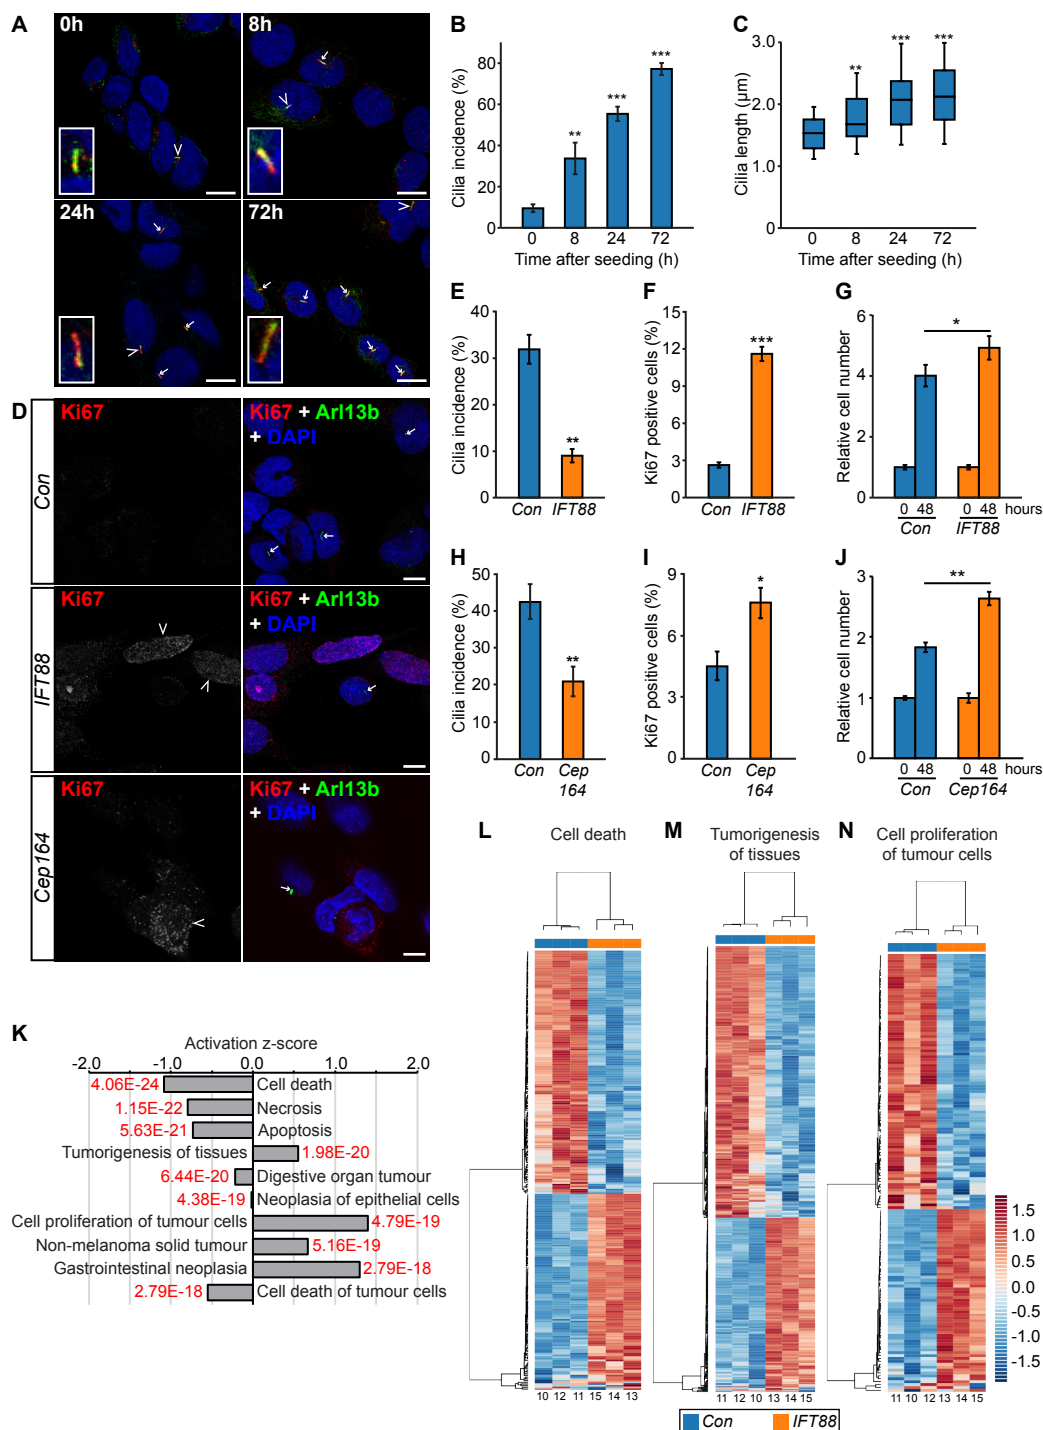 A
0h
8h
24h
72h
B
Cilia incidence (%)
80
60
40
20
0
**
***
***
0 8 24 72
Time after seeding (h)
C
Cilia length (µm)
3.0
2.0
1.0
0
**
***
***
0 8 24 72
Time after seeding (h)
D
Con
Ki67
Ki67 + Arl13b
+ DAPI
IFT88
Ki67
Ki67 + Arl13b
+ DAPI
Cep164
Ki67
Ki67 + Arl13b
+ DAPI
E
Cilia incidence (%)
40
30
20
10
0
**
Con IFT88
F
Ki67 positive cells (%)
15
12
9
6
3
0
***
Con IFT88
G
Relative cell number
6
4
2
0
*
0 48 0 48 hours
Con IFT88
H
Cilia incidence (%)
50
40
30
20
10
0
**
Con Cep
164
I
Ki67 positive cells (%)
9
6
3
0
*
Con Cep
164
J
Relative cell number
3
2
1
0
**
0 48 0 48 hours
Con Cep164
K
Activation z-score
-2.0 -1.0 0.0 1.0 2.0
4.06E-24 Cell death
1.15E-22 Necrosis
5.63E-21 Apoptosis
Tumorigenesis of tissues 1.98E-20
6.44E-20 Digestive organ tumour
4.38E-19 Neoplasia of epithelial cells
Cell proliferation of tumour cells 4.79E-19
Non-melanoma solid tumour 5.16E-19
Gastrointestinal neoplasia 2.79E-18
2.79E-18 Cell death of tumour cells
L
Cell death
10 12 11 15 14 13
M
Tumorigenesis
of tissues
11 12 10 13 14 15
N
Cell proliferation
of tumour cells
11 10 12 13 14 15
1.5
1.0
0.5
0.0
-0.5
-1.0
-1.5
Con IFT88